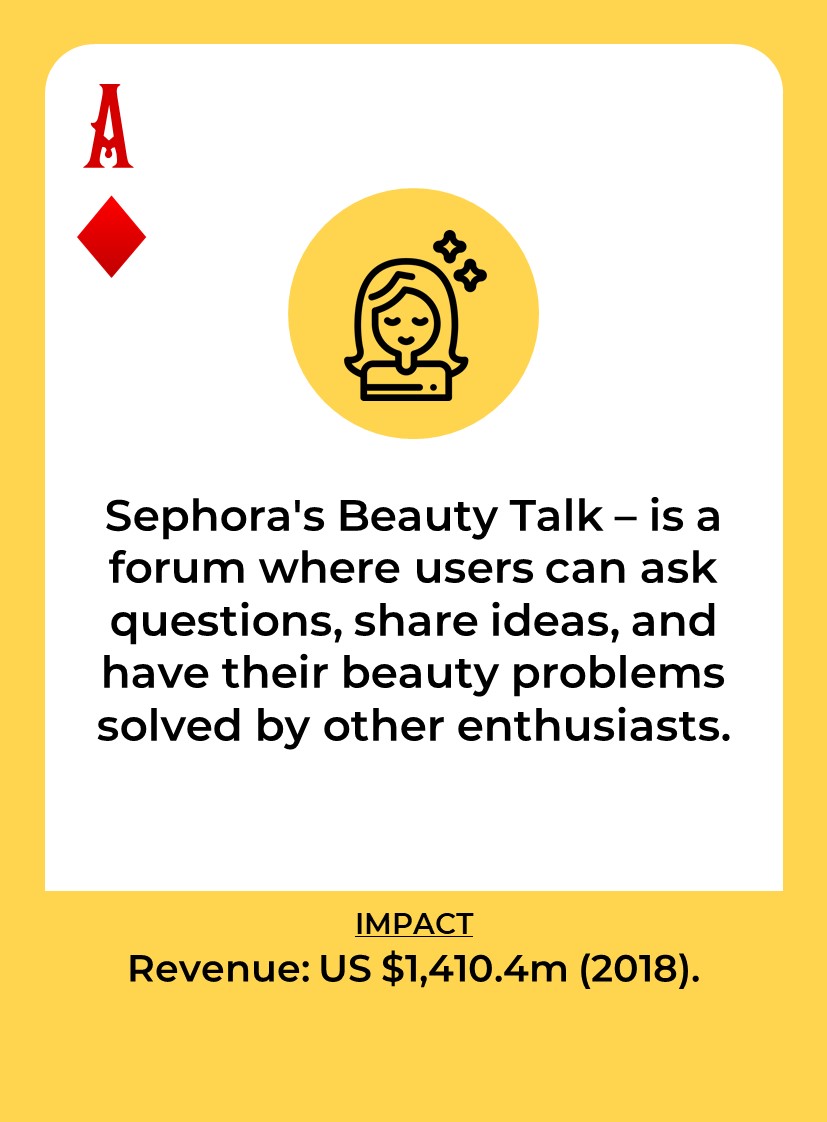 A
Sephora's Beauty Talk – is a
forum where users can ask
questions, share ideas, and
have their beauty problems
solved by other enthusiasts.
IMPACT
Revenue: US $1,410.4m (2018).